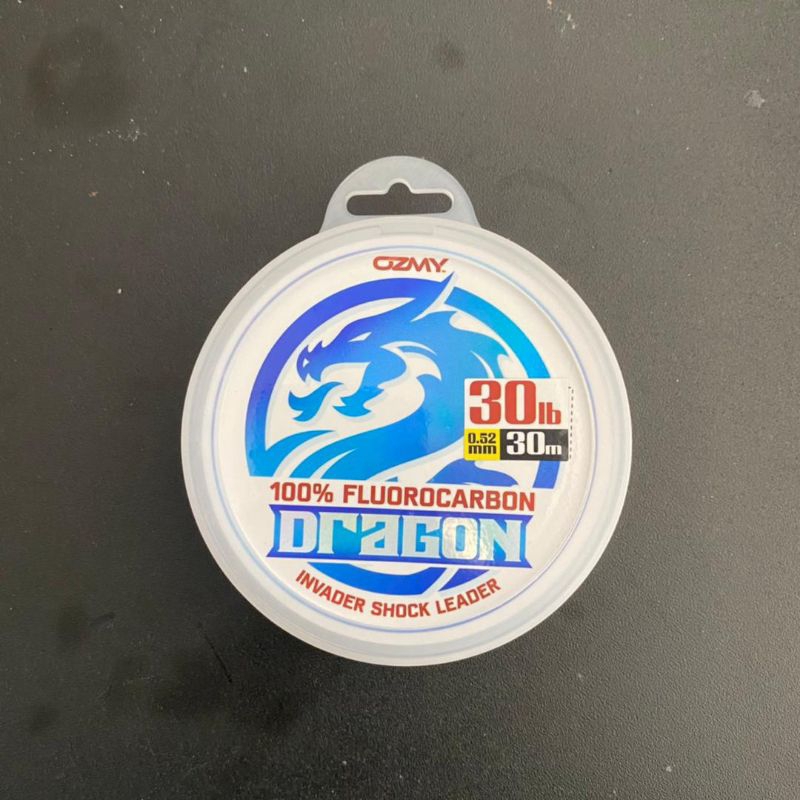 OZMY
30lb
0.52 mm
30m
100% FLUOROCARBON
DRAGON
INVADER SHOCK LEADER